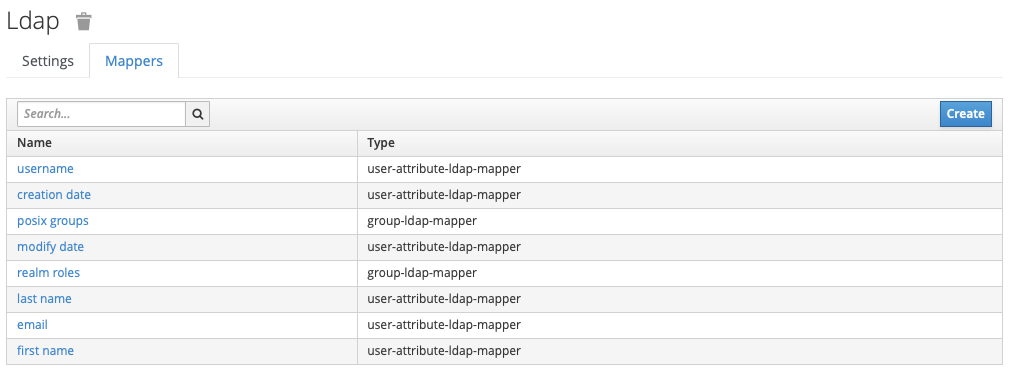 Ldap
Settings Mappers
Search... Create
Name Type
username user-attribute-ldap-mapper
creation date user-attribute-ldap-mapper
posix groups group-ldap-mapper
modify date user-attribute-ldap-mapper
realm roles group-ldap-mapper
last name user-attribute-ldap-mapper
email user-attribute-ldap-mapper
first name user-attribute-ldap-mapper